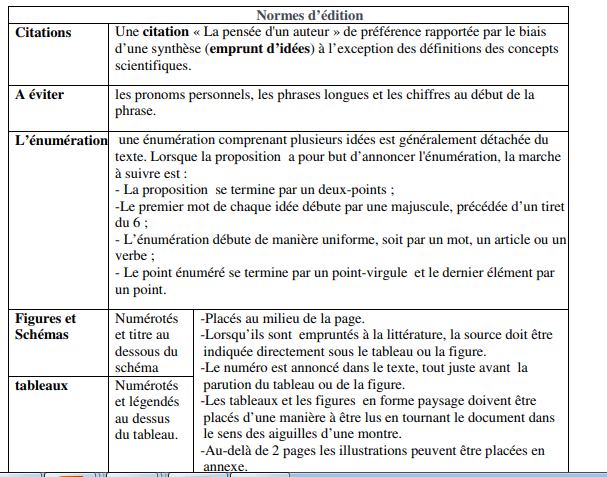 Normes d’édition
Citations
Une citation « La pensée d'un auteur » de préférence rapportée par le biais
d’une synthèse (emprunt d’idées) à l’exception des définitions des concepts
scientifiques.
A éviter
les pronoms personnels, les phrases longues et les chiffres au début de la
phrase.
L’énumération
une énumération comprenant plusieurs idées est généralement détachée du
texte. Lorsque la proposition a pour but d’annoncer l'énumération, la marche
à suivre est :
- La proposition se termine par un deux-points ;
-Le premier mot de chaque idée débute par une majuscule, précédée d’un tiret
du 6 ;
- L’énumération débute de manière uniforme, soit par un mot, un article ou un
verbe ;
- Le point énuméré se termine par un point-virgule et le dernier élément par
un point.
Figures et
Schémas
Numérotés
et titre au
dessous du
schéma
tableaux
Numérotés
et légendés
au dessus
du tableau.
-Placés au milieu de la page.
-Lorsqu’ils sont empruntés à la littérature, la source doit être
indiquée directement sous le tableau ou la figure.
-Le numéro est annoncé dans le texte, tout juste avant la
parution du tableau ou de la figure.
-Les tableaux et les figures en forme paysage doivent être
placés d’une manière à être lus en tournant le document dans
le sens des aiguilles d’une montre.
-Au-delà de 2 pages les illustrations peuvent être placées en
annexe.